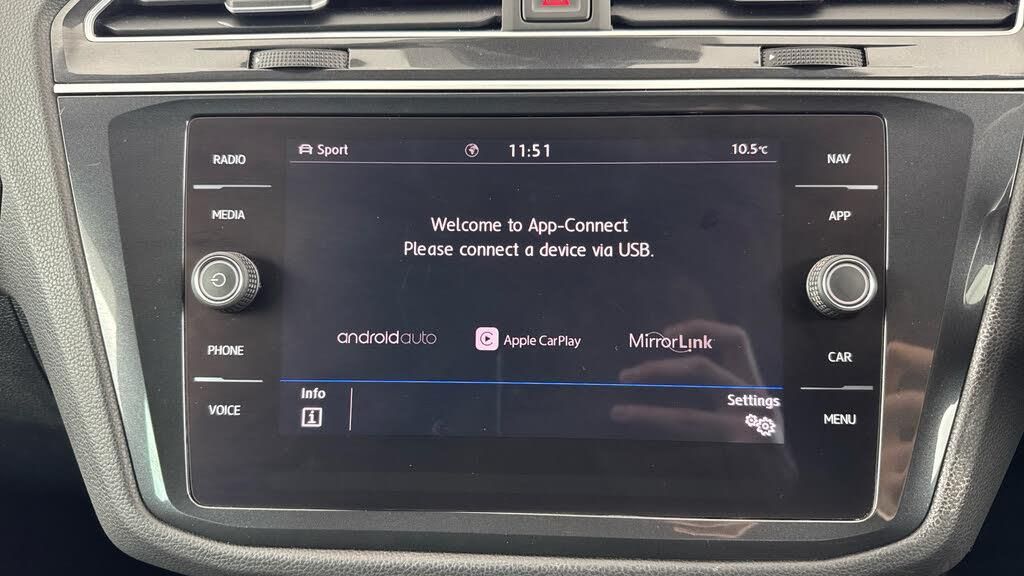 RADIO
MEDIA
PHONE
VOICE
Sport
11:51
10.5°C
Welcome to App-Connect
Please connect a device via USB.
androidauto
Apple CarPlay
MirrorLink
Info
Settings
NAV
APP
CAR
MENU